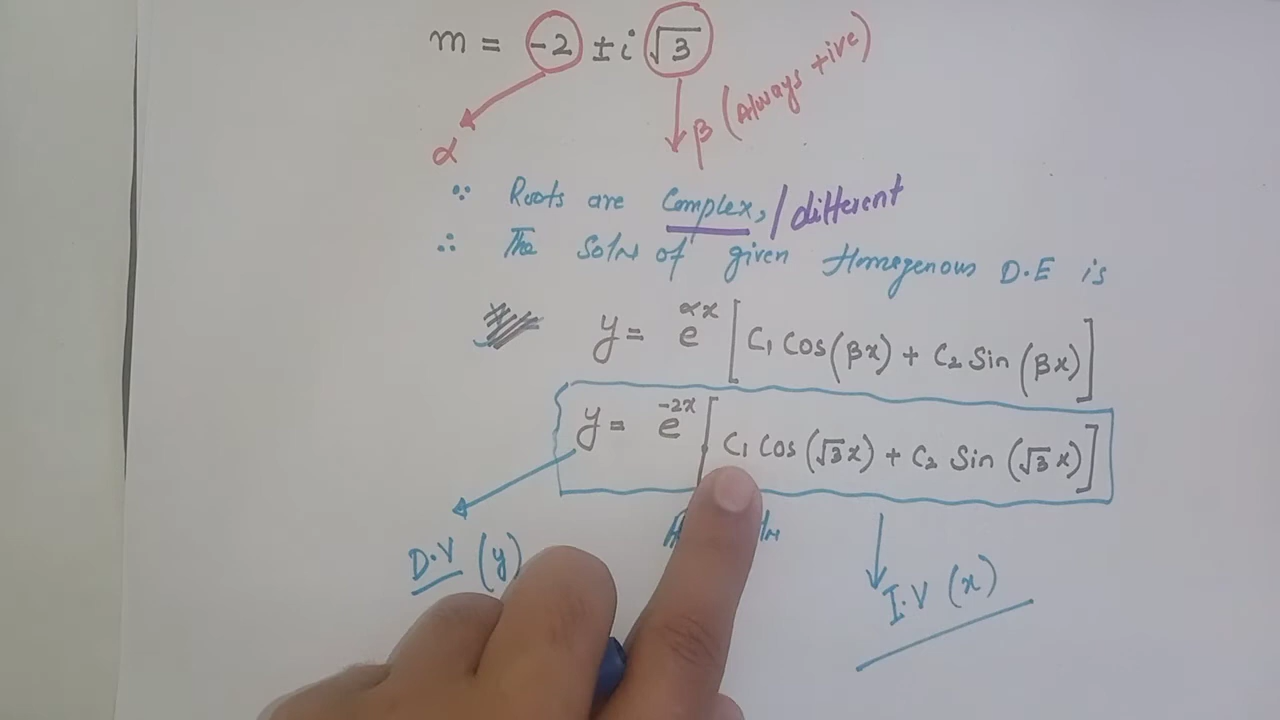 m = -2 ± i √3
α
β (Always +ive)
∵ Roots are Complex, / different
∴ The Soln of given Homogenous D.E is
y = e^αx [C₁ Cos(βx) + C₂ Sin(βx)]
y = e^-2x [C₁ Cos(√3x) + C₂ Sin(√3x)]
D.V (y)
I.V (x)